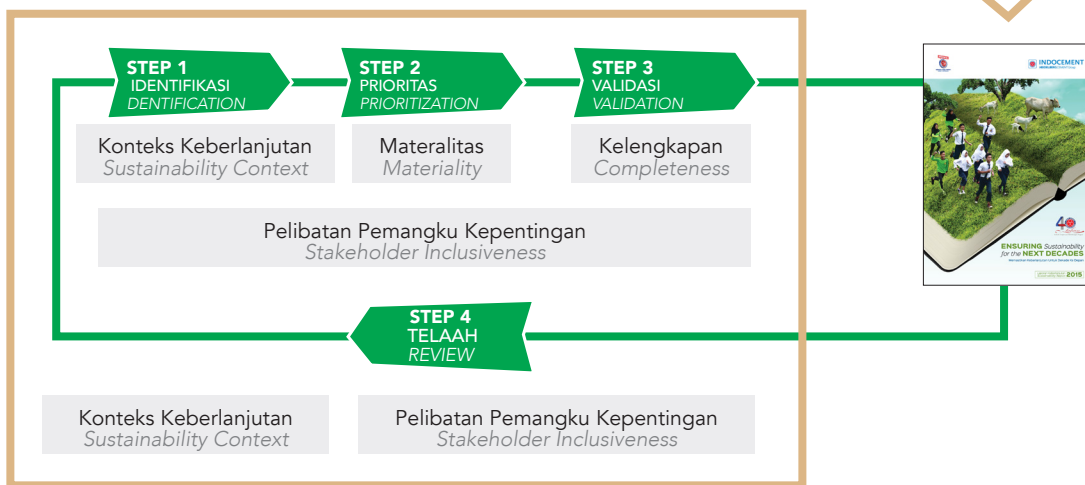 STEP 1
IDENTIFIKASI
DENTIFICATION
STEP 2
PRIORITAS
PRIORITIZATION
STEP 3
VALIDASI
VALIDATION
Konteks Keberlanjutan
Sustainability Context
Materalitas
Materiality
Kelengkapan
Completeness
Pelibatan Pemangku Kepentingan
Stakeholder Inclusiveness
STEP 4
TELAAH
REVIEW
Konteks Keberlanjutan
Sustainability Context
Pelibatan Pemangku Kepentingan
Stakeholder Inclusiveness
INDOCEMENT
40
ENSURING Sustainability
for the NEXT DECADES
2015